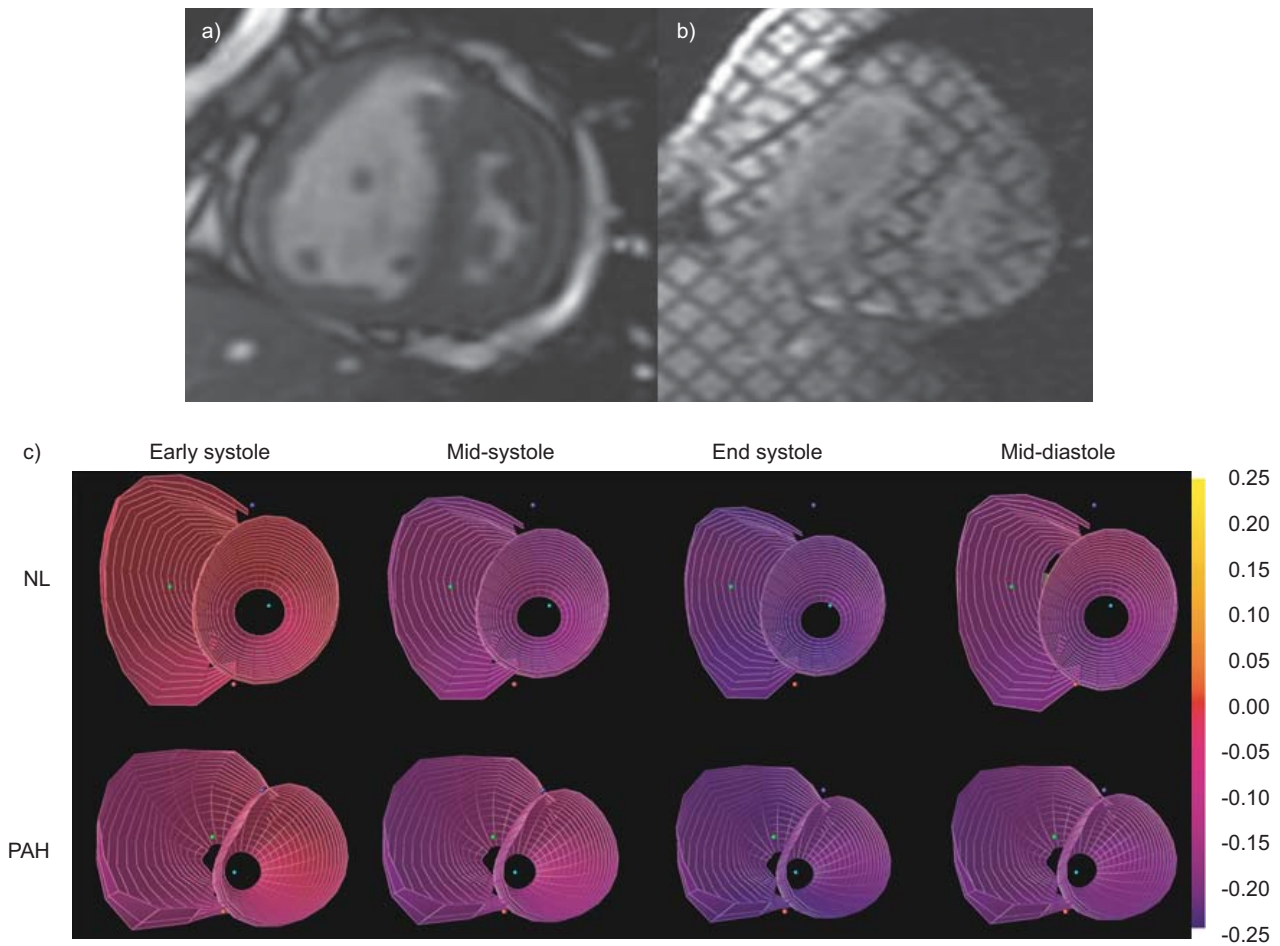 a)
b)
c)
Early systole
Mid-systole
End systole
Mid-diastole
NL
PAH
0.25
0.20
0.15
0.10
0.05
0.00
-0.05
-0.10
-0.15
-0.20
-0.25